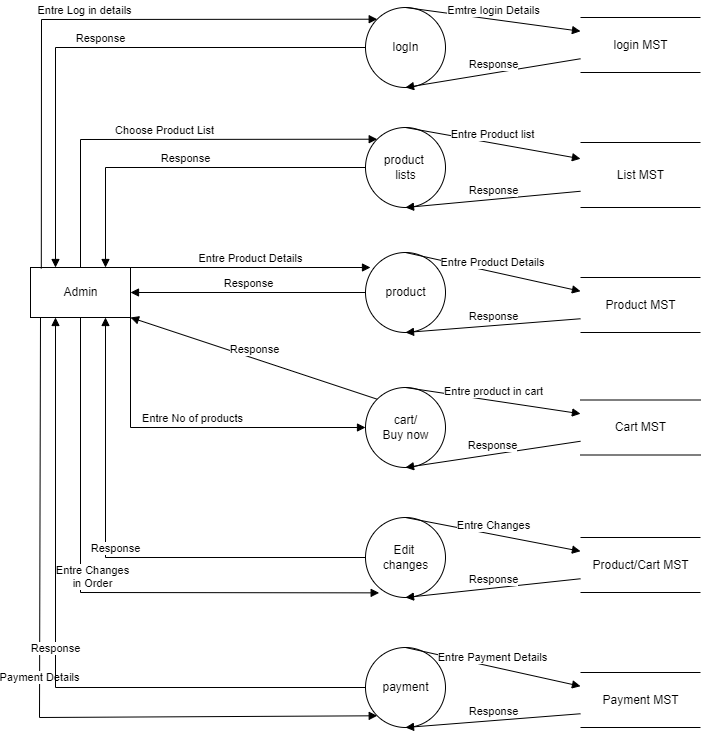 Entre Log in details
Emtre login Details
Response
logIn
login MST
Response
Choose Product List
Entre Product list
Response
product
lists
List MST
Response
Entre Product Details
Entre Product Details
Response
Admin
product
Product MST
Response
Response
Entre product in cart
Entre No of products
cart/
Buy now
Cart MST
Response
Entre Changes
Response
Edit
changes
Product/Cart MST
Entre Changes
in Order
Response
Response
Entre Payment Details
Payment Details
payment
Payment MST
Response